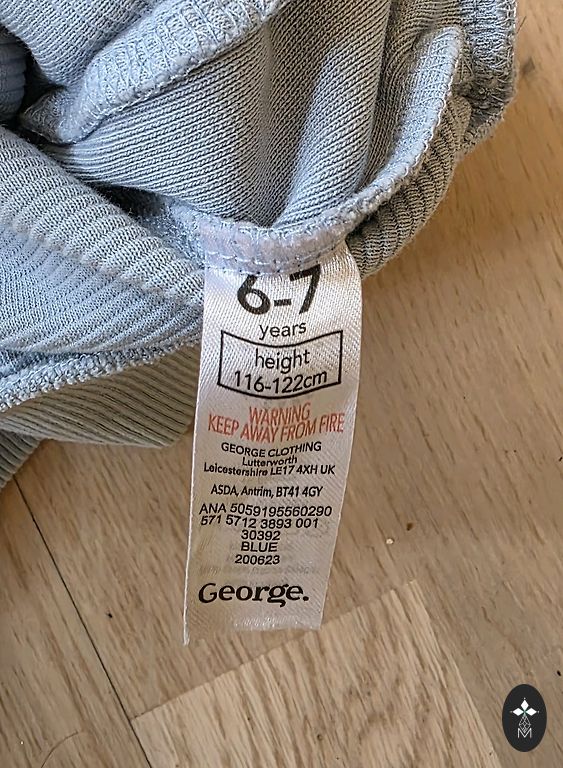 6-7
years
height
116-122cm
WARNING
KEEP AWAY FROM FIRE
GEORGE CLOTHING
Lutterworth
Leicestershire LE17 4XH UK
ASDA, Antrim, BT41 4GY
ANA 5059195560290
571 5712 3893 001
30392
BLUE
200623
George.
M